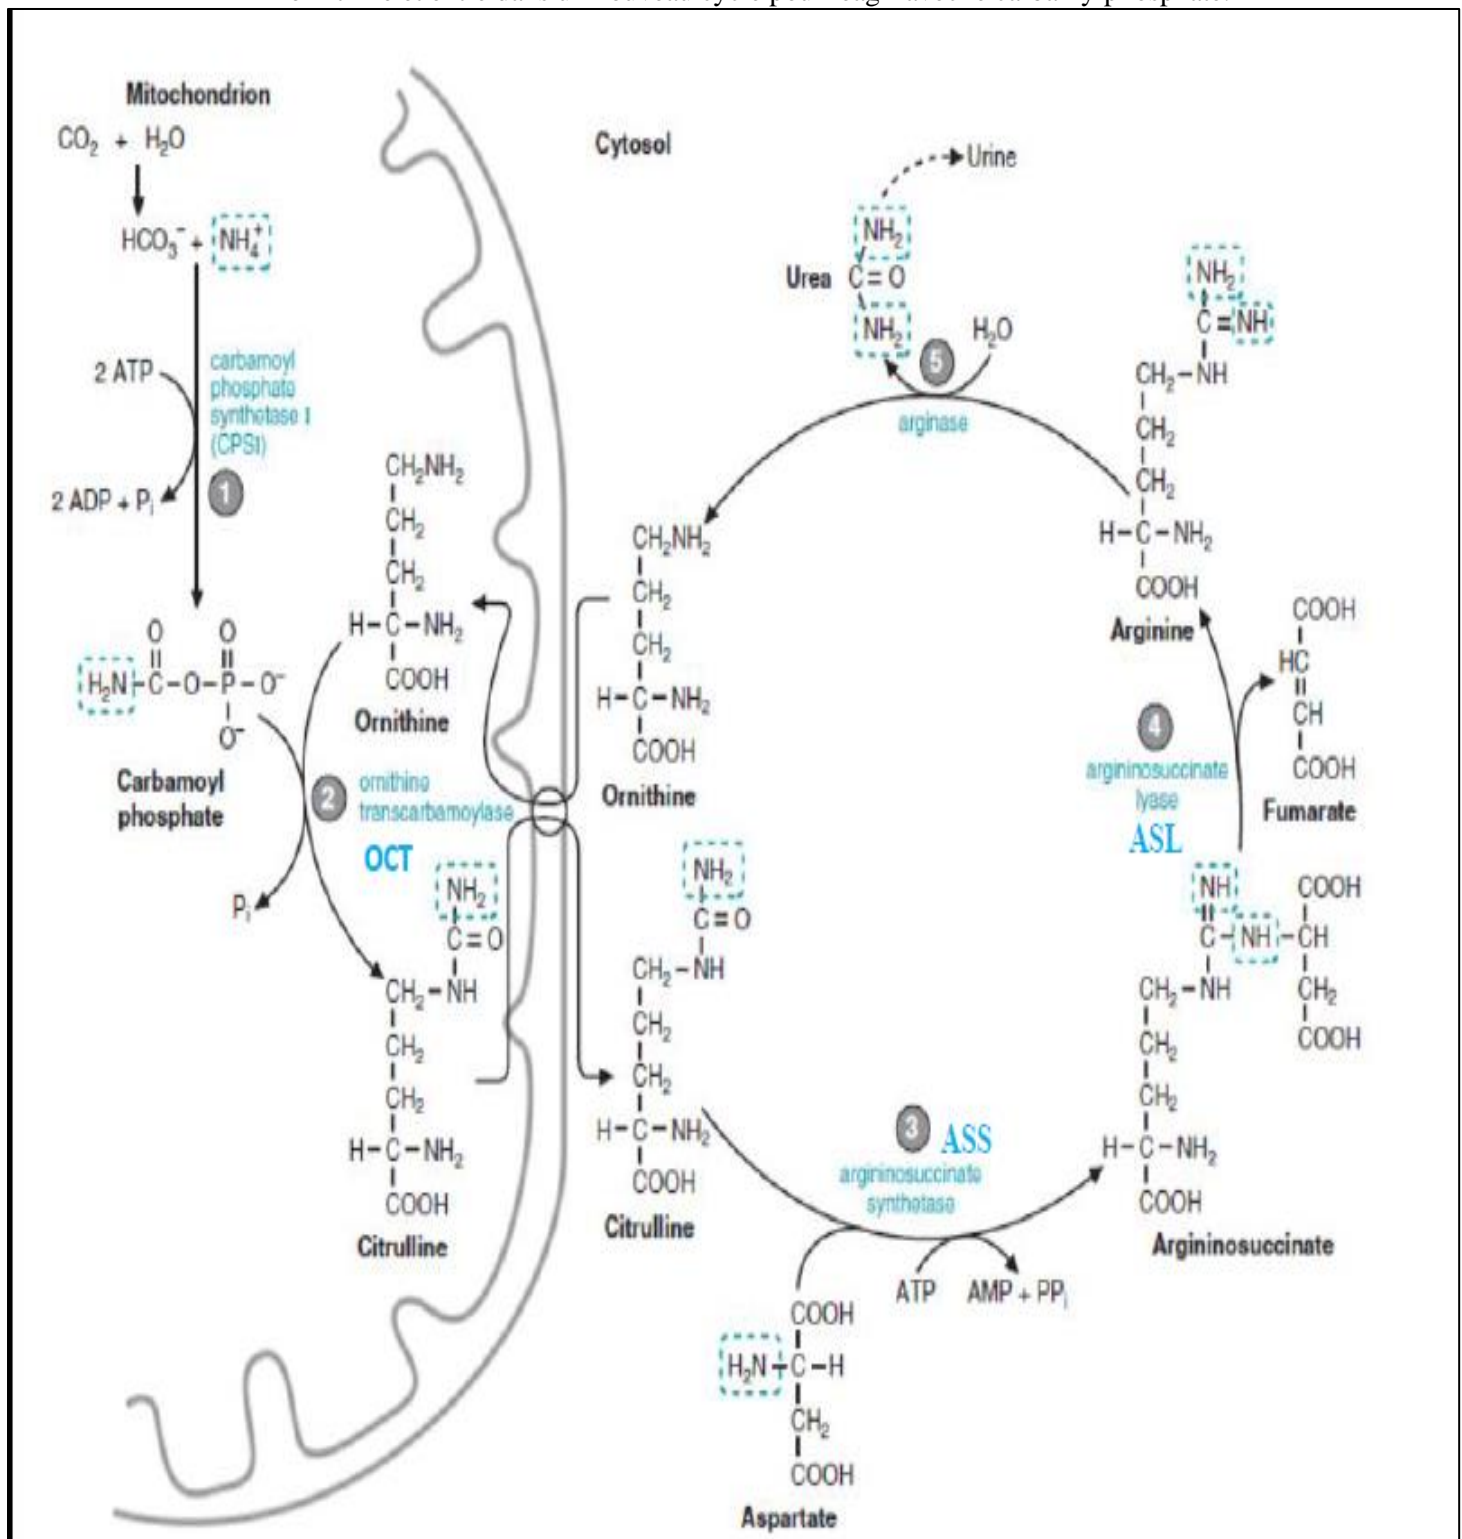 Mitochondrion
CO₂ + H₂O
HCO₃⁻ + NH₄⁺
2 ATP
carbamoyl
phosphate
synthetase I
(CPSI)
1
2 ADP + Pᵢ
O O
H₂N–C–O–P–O⁻
O⁻
Carbamoyl
phosphate
CH₂NH₂
CH₂
CH₂
H–C–NH₂
COOH
Ornithine
2
ornithine
transcarbamoylase
OCT
Pᵢ
NH₂
C=O
CH₂–NH
CH₂
CH₂
H–C–NH₂
COOH
Citrulline
Cytosol
Urine
NH₂
Urea C=O
NH₂
H₂O
5
arginase
CH₂NH₂
CH₂
CH₂
H–C–NH₂
COOH
Ornithine
NH₂
C=O
CH₂–NH
CH₂
CH₂
H–C–NH₂
COOH
Citrulline
3
ASS
argininosuccinate
synthetase
ATP AMP + PPᵢ
COOH
H₂N–C–H
CH₂
COOH
Aspartate
NH₂
C=NH
CH₂–NH
CH₂
CH₂
H–C–NH₂
COOH
Arginine
COOH
HC
CH
COOH
Fumarate
4
argininosuccinate
lyase
ASL
NH COOH
C–NH–CH
CH₂–NH CH₂
CH₂ COOH
CH₂
H–C–NH₂
COOH
Argininosuccinate